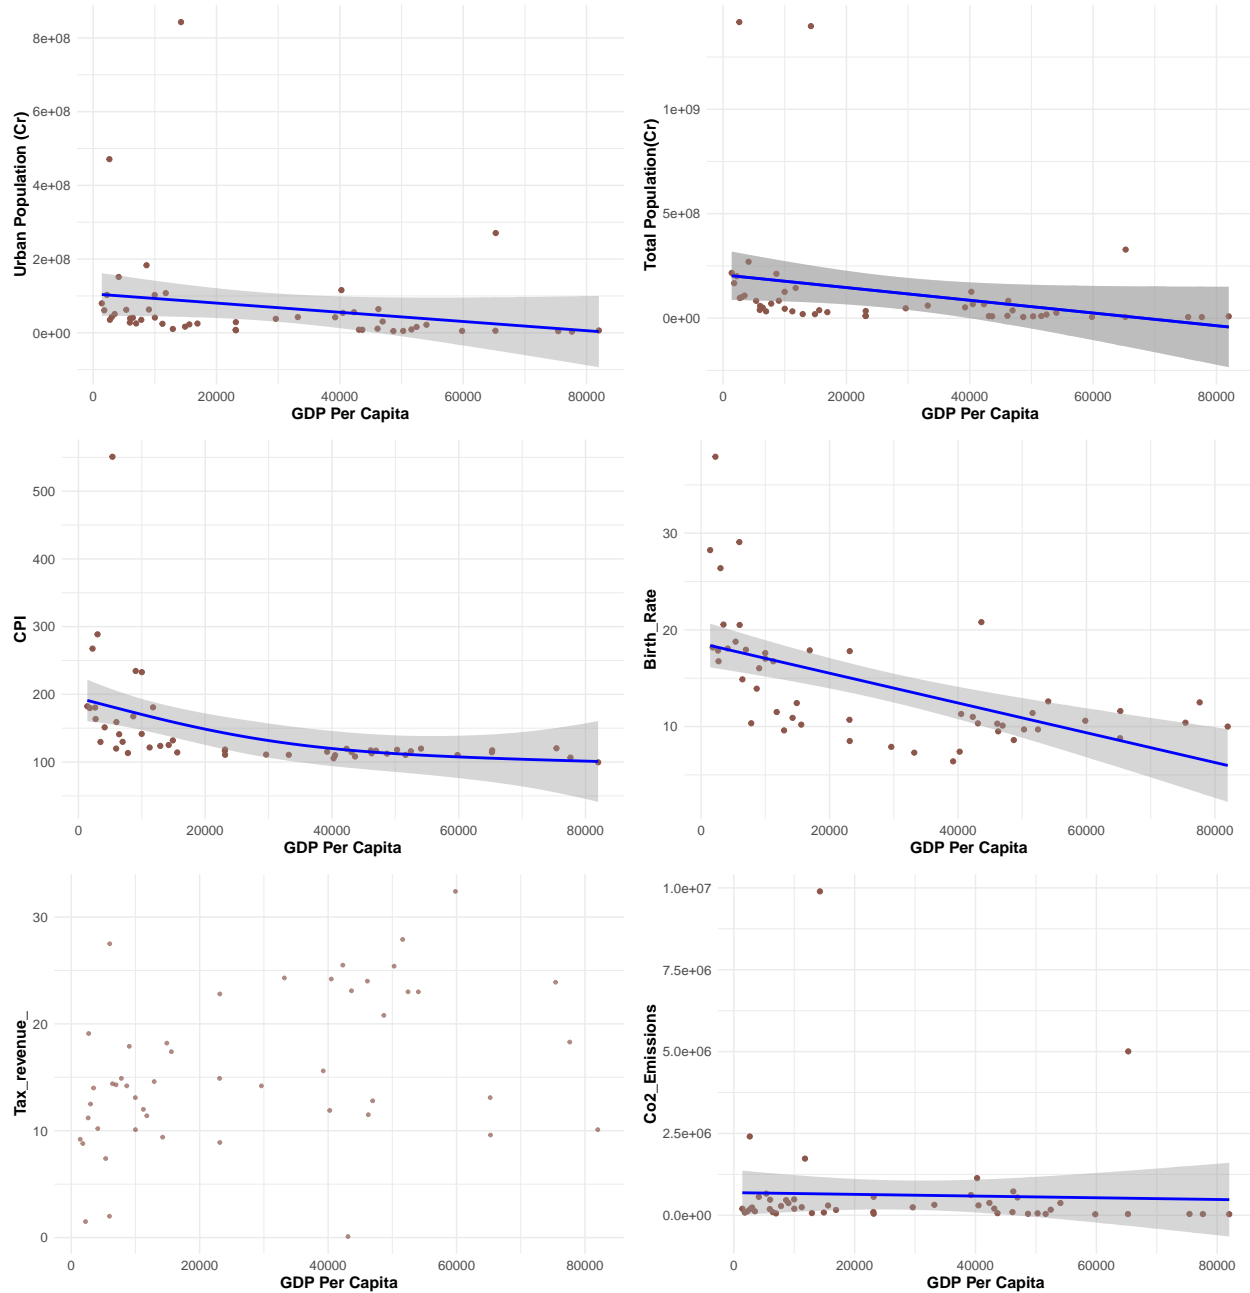 8e+08
6e+08
4e+08
2e+08
0e+00
Urban Population (Cr)
0 20000 40000 60000 80000
GDP Per Capita
1e+09
5e+08
0e+00
Total Population(Cr)
0 20000 40000 60000 80000
GDP Per Capita
500
400
300
200
100
CPI
0 20000 40000 60000 80000
GDP Per Capita
30
20
10
Birth_Rate
0 20000 40000 60000 80000
GDP Per Capita
30
20
10
0
Tax_revenue_
0 20000 40000 60000 80000
GDP Per Capita
1.0e+07
7.5e+06
5.0e+06
2.5e+06
0.0e+00
Co2_Emissions
0 20000 40000 60000 80000
GDP Per Capita